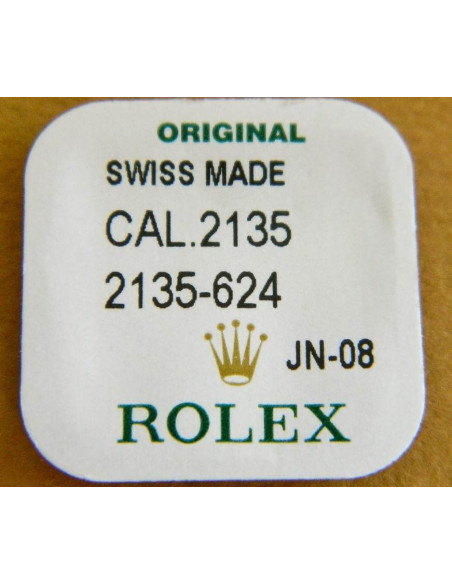 ORIGINAL
SWISS MADE
CAL.2135
2135-624
JN-08
ROLEX